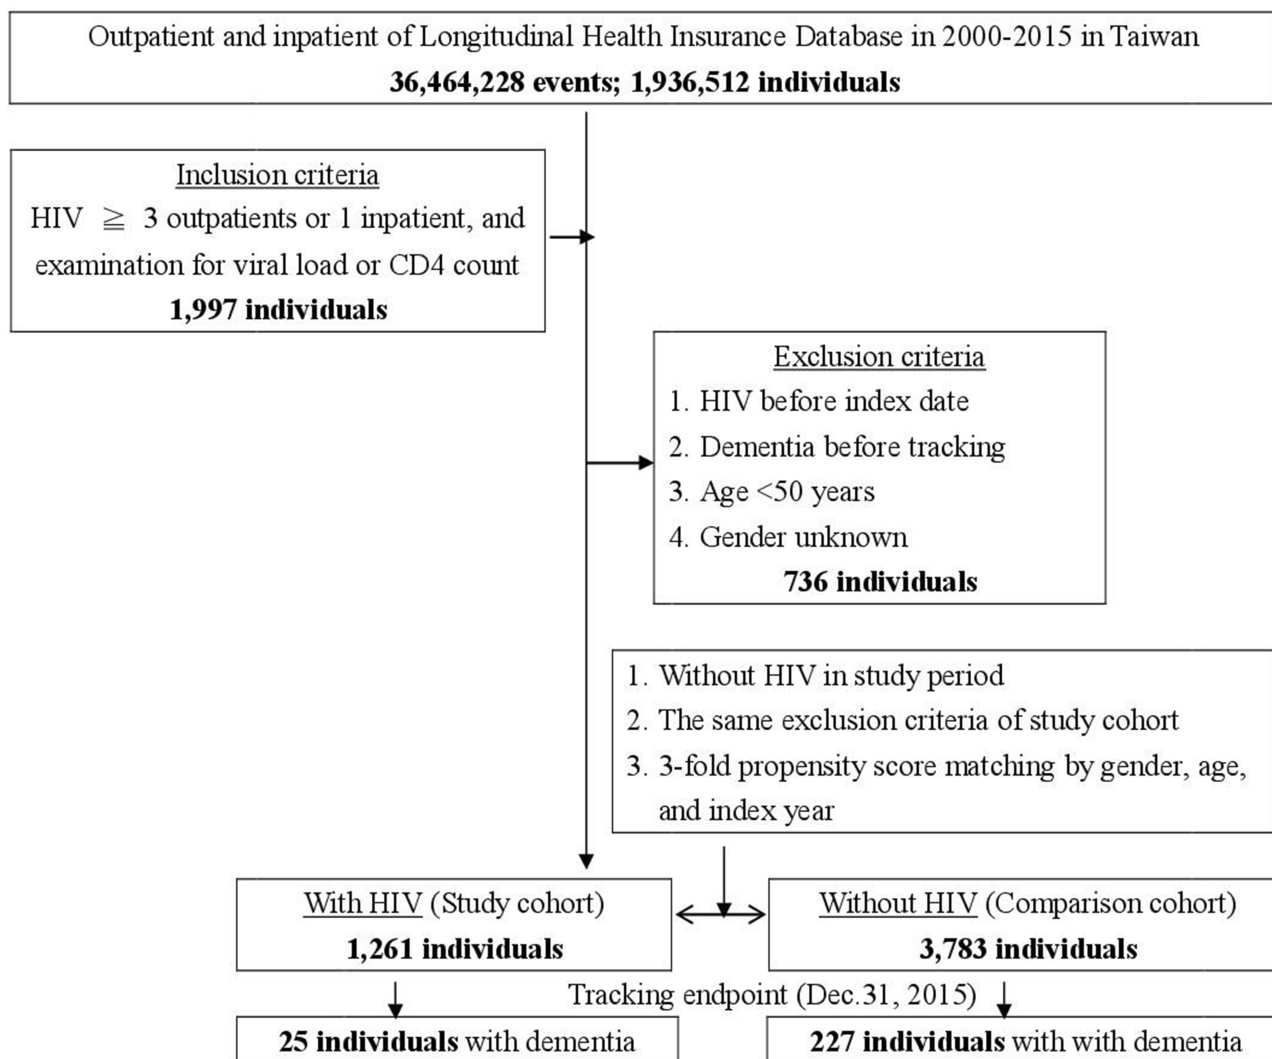 Outpatient and inpatient of Longitudinal Health Insurance Database in 2000-2015 in Taiwan
36,464,228 events; 1,936,512 individuals
Inclusion criteria
HIV ≧ 3 outpatients or 1 inpatient, and
examination for viral load or CD4 count
1,997 individuals
Exclusion criteria
1. HIV before index date
2. Dementia before tracking
3. Age <50 years
4. Gender unknown
736 individuals
1. Without HIV in study period
2. The same exclusion criteria of study cohort
3. 3-fold propensity score matching by gender, age,
and index year
With HIV (Study cohort)
1,261 individuals
Without HIV (Comparison cohort)
3,783 individuals
Tracking endpoint (Dec.31, 2015)
25 individuals with dementia
227 individuals with with dementia